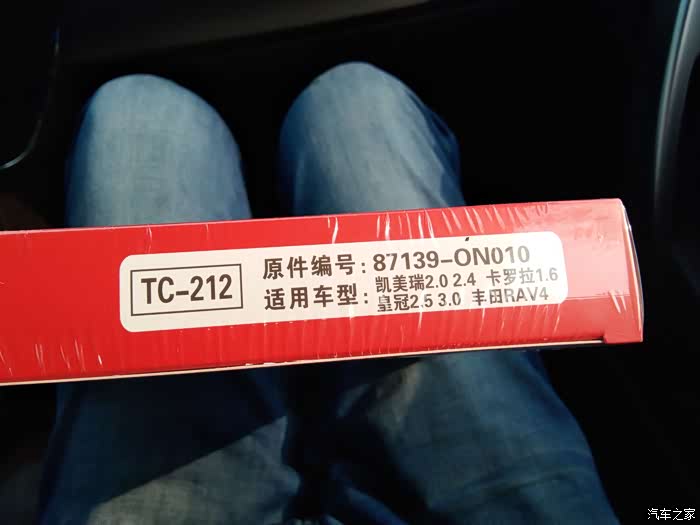 TC-212
原件编号:87139-ON010
适用车型:凯美瑞2.0 2.4 卡罗拉1.6
皇冠2.5 3.0 丰田RAV4
汽车之家